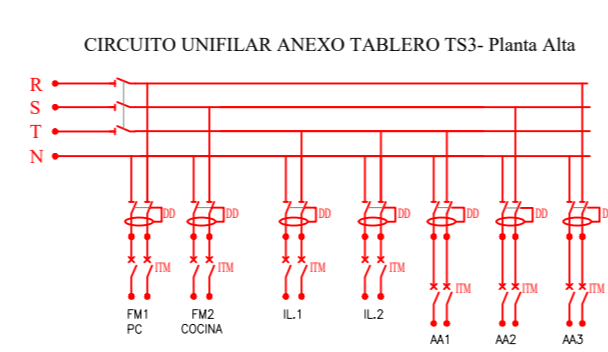 CIRCUITO UNIFILAR ANEXO TABLERO TS3- Planta Alta
R
S
T
N
DD DD DD DD DD DD D
ITM ITM ITM ITM ITM ITM ITM
FM1 PC
FM2 COCINA
IL.1
IL.2
AA1
AA2
AA3